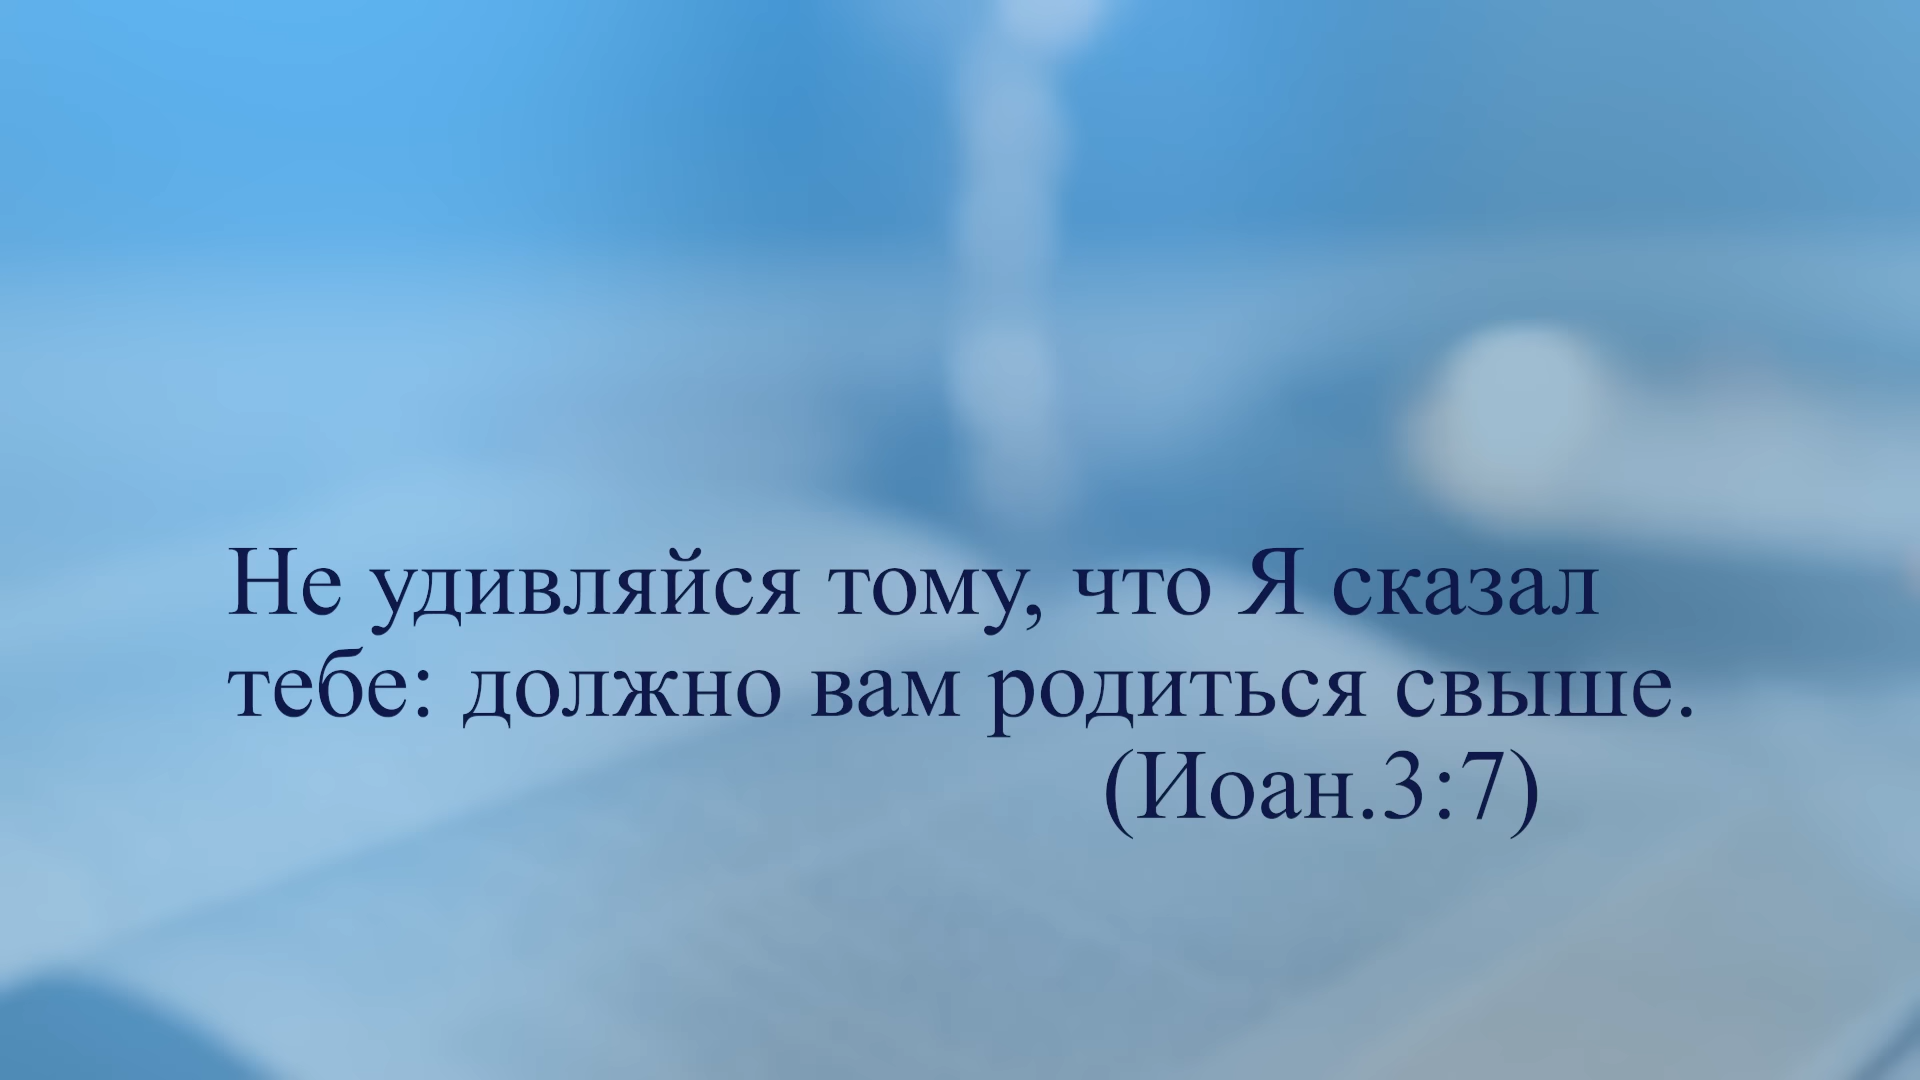 Не удивляйся тому, что Я сказал
тебе: должно вам родиться свыше.
(Иоан.3:7)